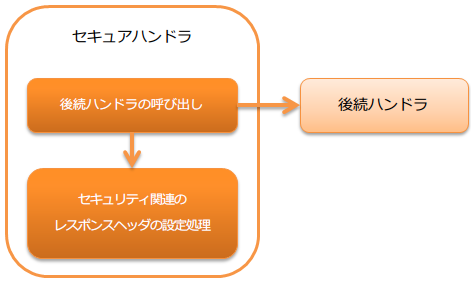 セキュアハンドラ
後続ハンドラの呼び出し
後続ハンドラ
セキュリティ関連の
レスポンスヘッダの設定処理